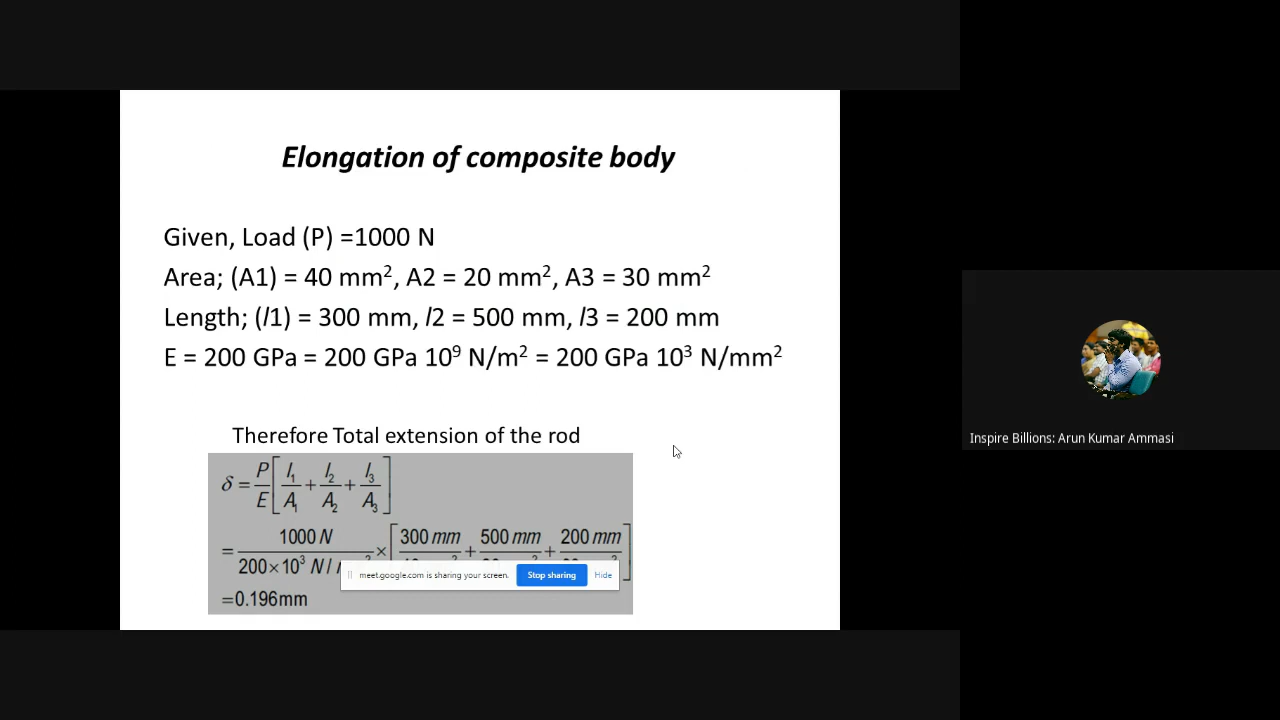 Elongation of composite body
Given, Load (P) =1000 N
Area; (A1) = 40 mm², A2 = 20 mm², A3 = 30 mm²
Length; (l1) = 300 mm, l2 = 500 mm, l3 = 200 mm
E = 200 GPa = 200 GPa 10⁹ N/m² = 200 GPa 10³ N/mm²
Therefore Total extension of the rod
δ = P/E [l₁/A₁ + l₂/A₂ + l₃/A₃]
= 1000 N / 200×10³ N/ × [300 mm + 500 mm + 200 mm]
meet.google.com is sharing your screen. Stop sharing Hide
=0.196mm
Inspire Billions: Arun Kumar Ammasi